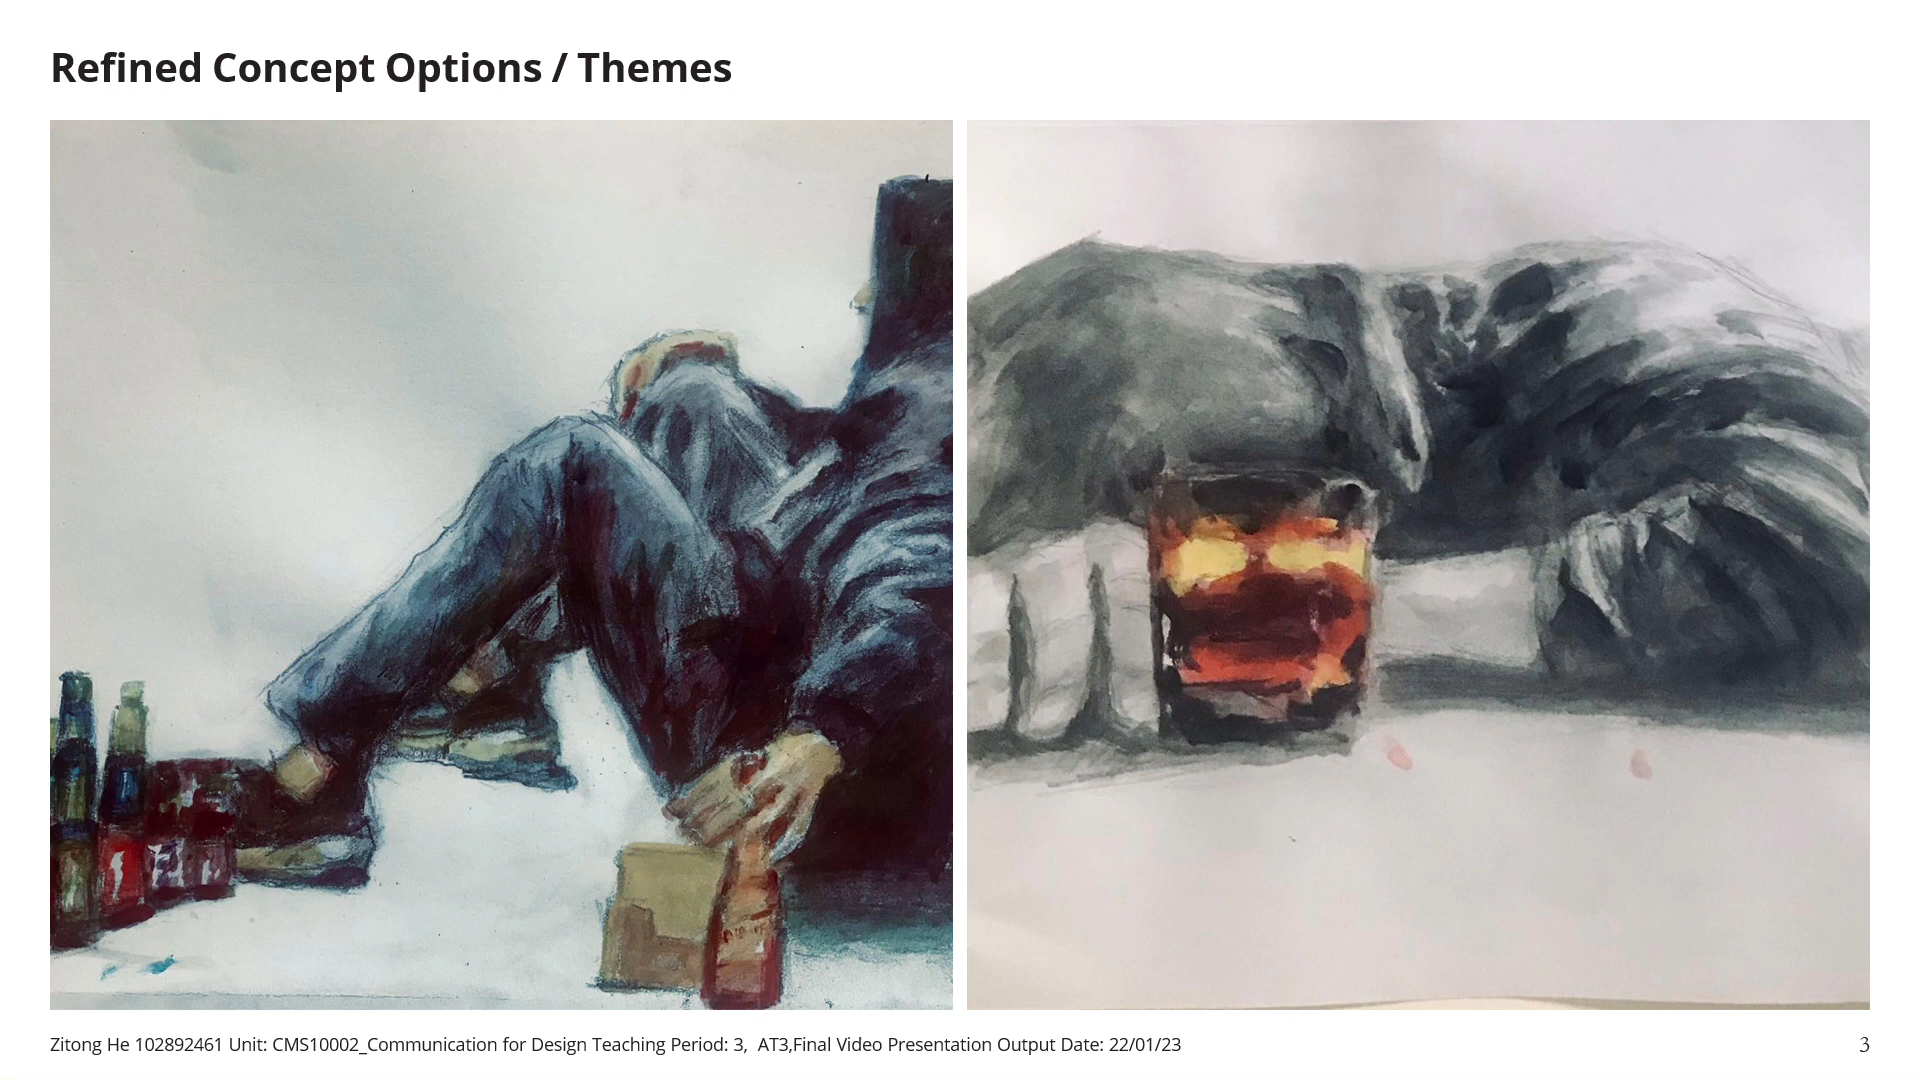 Refined Concept Options / Themes
Zitong He 102892461 Unit: CMS10002_Communication for Design Teaching Period: 3,  AT3,Final Video Presentation Output Date: 22/01/23
3